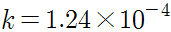 k = 1.24 × 10⁻⁴